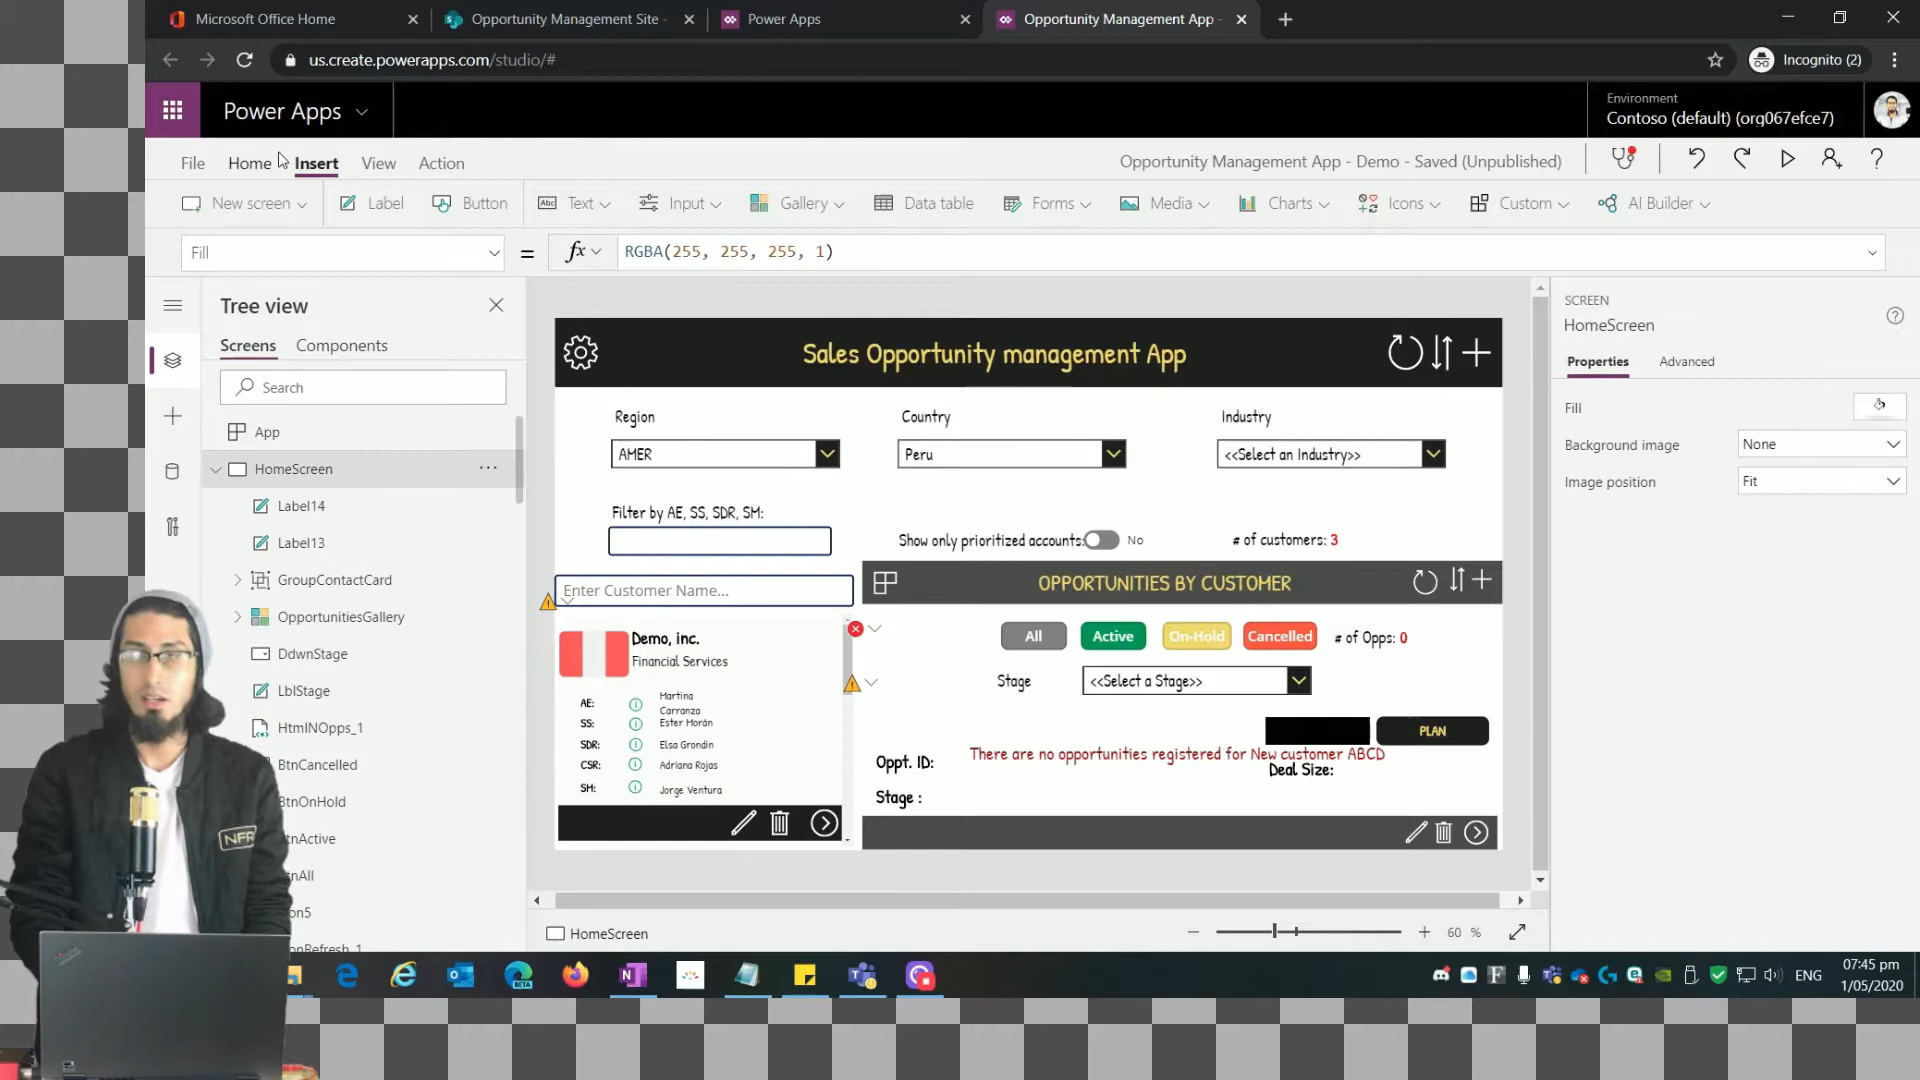 Microsoft Office Home
Opportunity Management Site -
Power Apps
Opportunity Management App -
us.create.powerapps.com/studio/#
Incognito (2)
Power Apps
Environment
Contoso (default) (org067efce7)
File
Home
Insert
View
Action
Opportunity Management App - Demo - Saved (Unpublished)
New screen
Label
Button
Abc
Text
Input
Gallery
Data table
Forms
Media
Charts
Icons
Custom
AI Builder
Fill
=
fx
RGBA(255, 255, 255, 1)
Tree view
Screens
Components
Search
App
HomeScreen
Label14
Label13
GroupContactCard
OpportunitiesGallery
DdwnStage
LblStage
HtmlNOpps_1
BtnCancelled
BtnOnHold
tnActive
tnAll
on5
onRefresh_1
Sales Opportunity management App
Region
Country
Industry
AMER
Peru
<<Select an Industry>>
Filter by AE, SS, SDR, SM:
Show only prioritized accounts:
No
# of customers: 3
Enter Customer Name...
OPPORTUNITIES BY CUSTOMER
Demo, inc.
Financial Services
AE:
Martina
Carranza
SS:
Ester Morán
SDR:
Elsa Grondin
CSR:
Adriana Rojas
SM:
Jorge Ventura
All
Active
On-Hold
Cancelled
# of Opps: 0
Stage
<<Select a Stage>>
PLAN
There are no opportunities registered for New customer ABCD
Oppt. ID:
Deal Size:
Stage :
HomeScreen
60 %
SCREEN
HomeScreen
Properties
Advanced
Fill
Background image
None
Image position
Fit
NFR
BETA
ENG
07:45 pm
1/05/2020